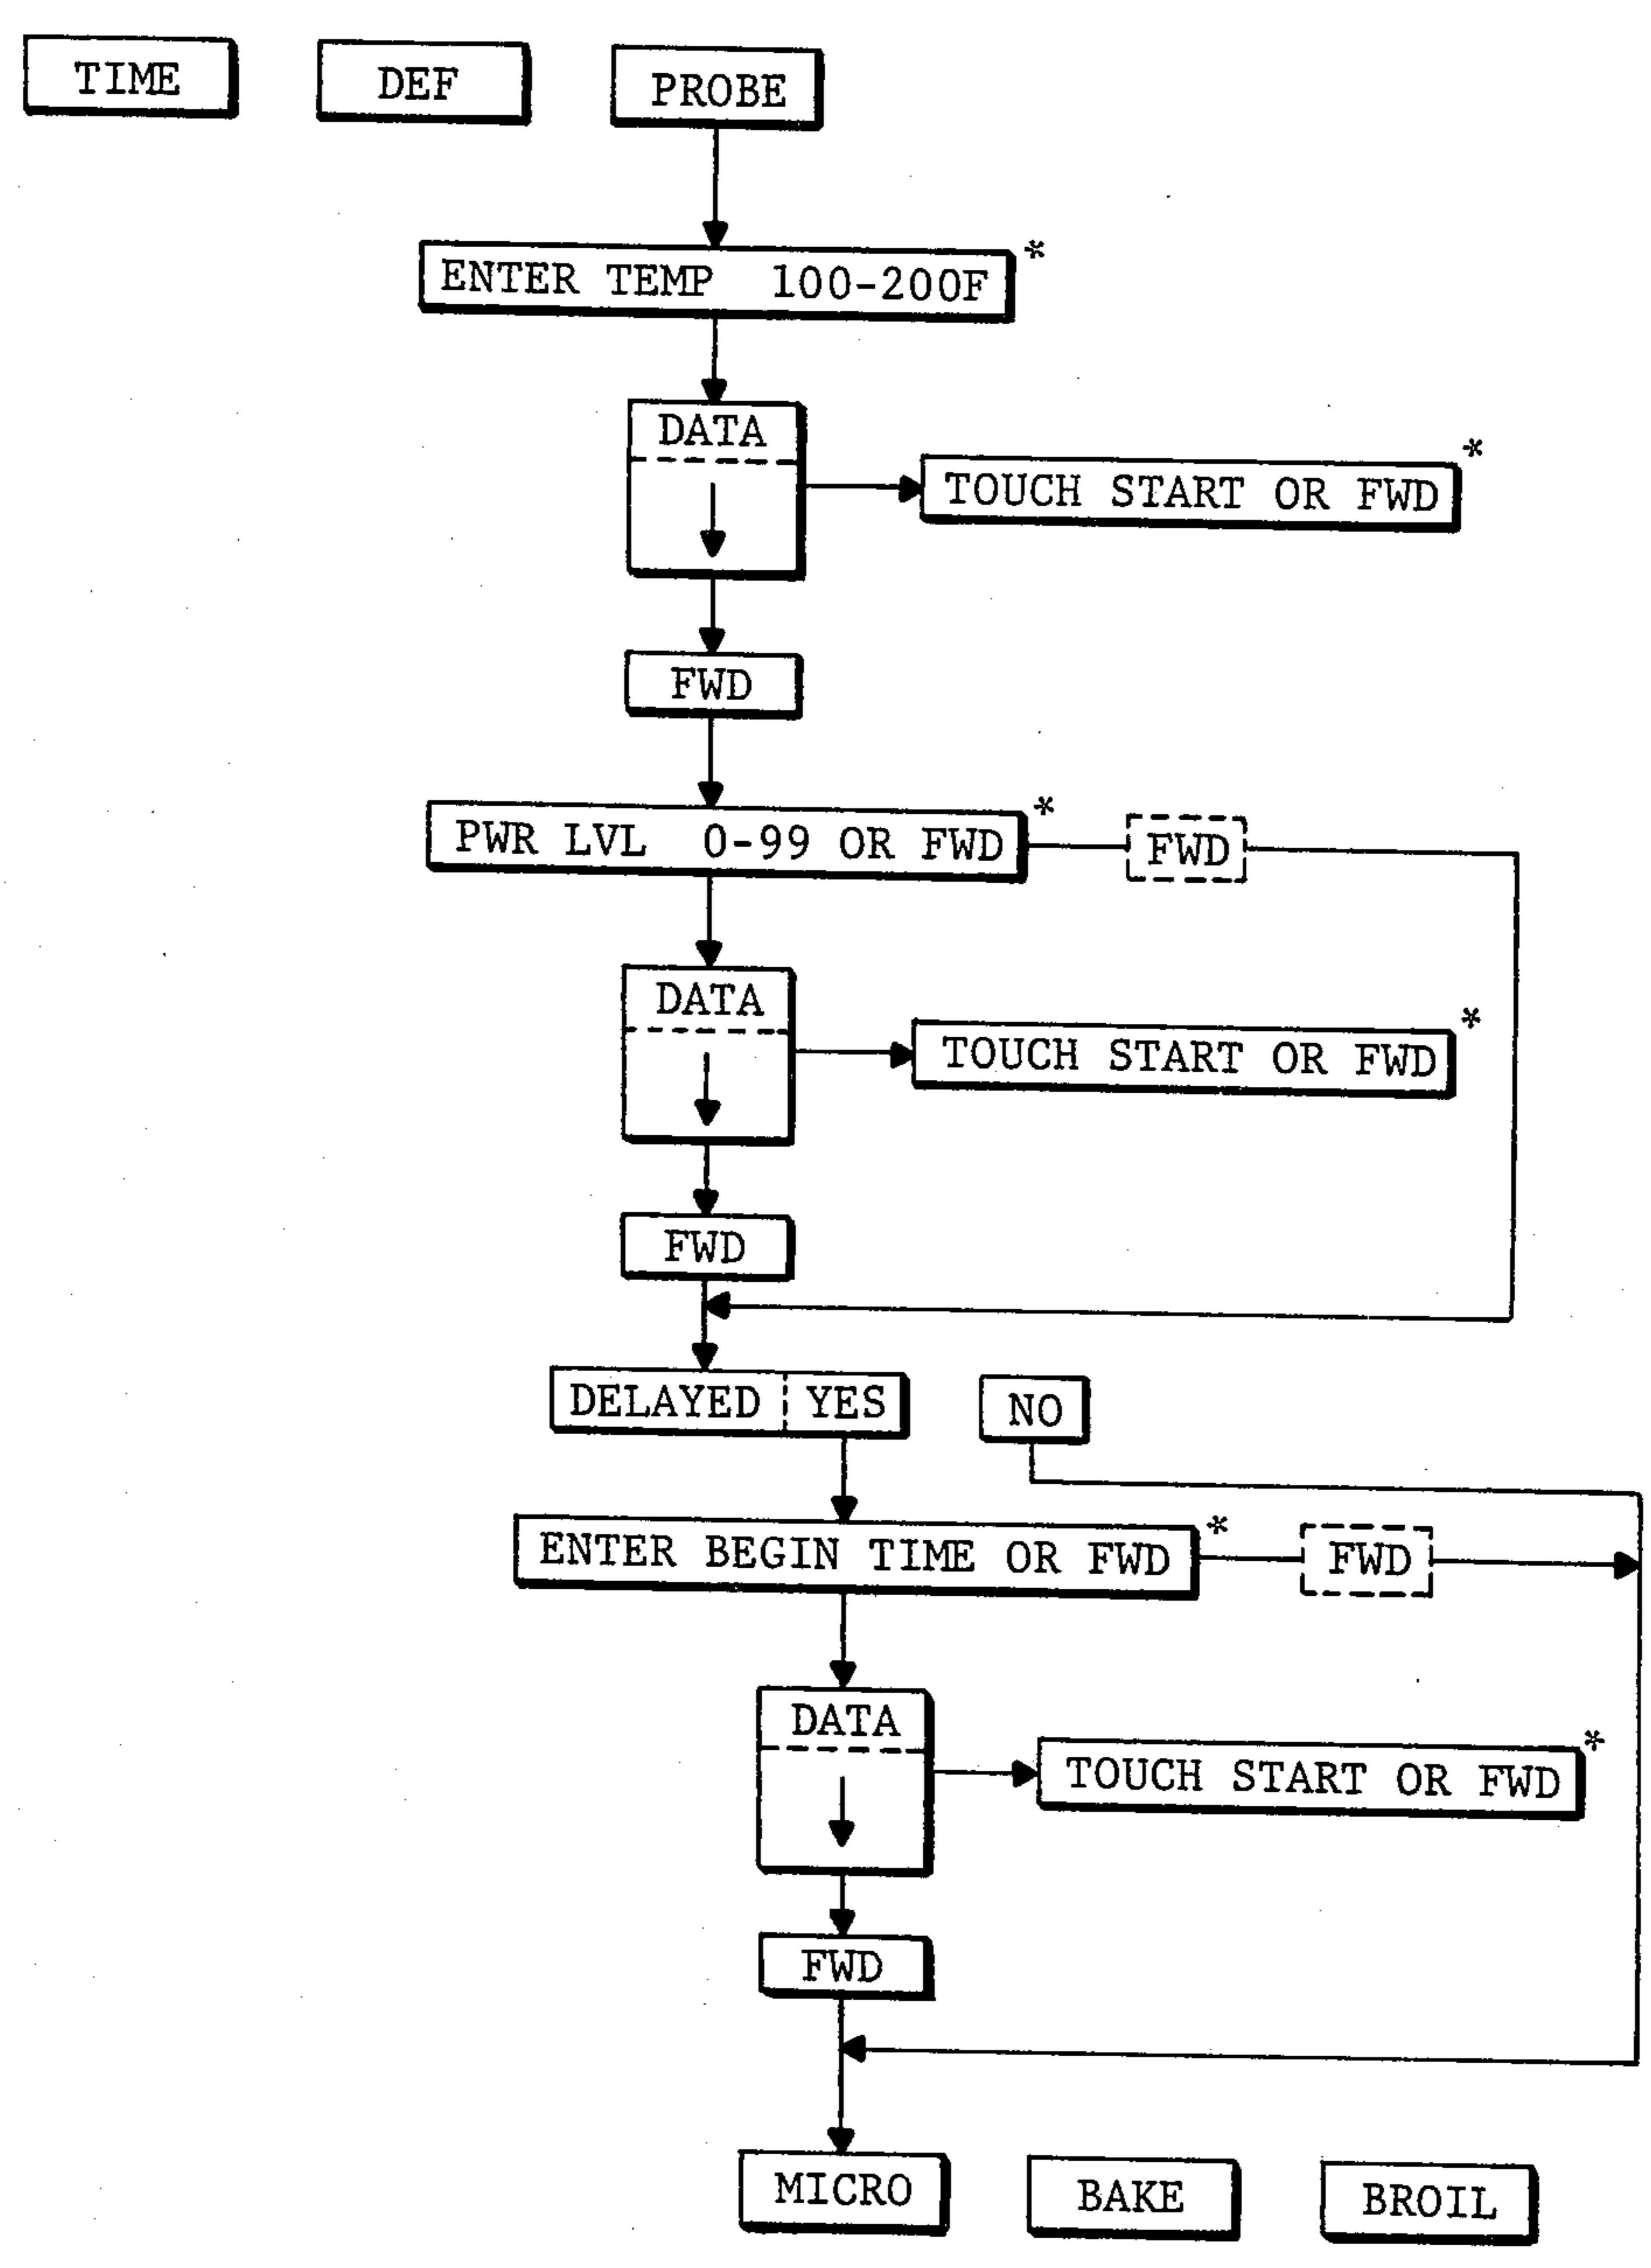 TIME DEF PROBE
ENTER TEMP 100-200F *
DATA
TOUCH START OR FWD *
FWD
PWR LVL 0-99 OR FWD * FWD
DATA
TOUCH START OR FWD *
FWD
DELAYED YES NO
ENTER BEGIN TIME OR FWD * FWD
DATA
TOUCH START OR FWD *
FWD
MICRO BAKE BROIL